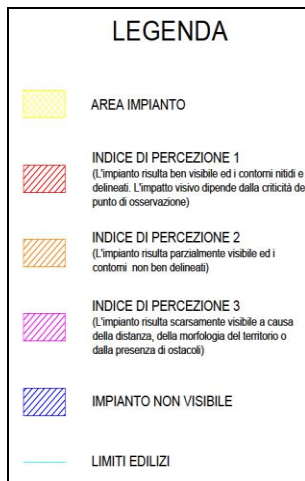 LEGENDA
AREA IMPIANTO
INDICE DI PERCEZIONE 1
(L'impianto risulta ben visibile ed i contorni nitidi e
delineati. L'impatto visivo dipende dalla criticità de
punto di osservazione)
INDICE DI PERCEZIONE 2
(L'impianto risulta parzialmente visibile ed i
contorni non ben delineati)
INDICE DI PERCEZIONE 3
(L'impianto risulta scarsamente visibile a causa
della distanza, della morfologia del territorio o
dalla presenza di ostacoli)
IMPIANTO NON VISIBILE
LIMITI EDILIZI